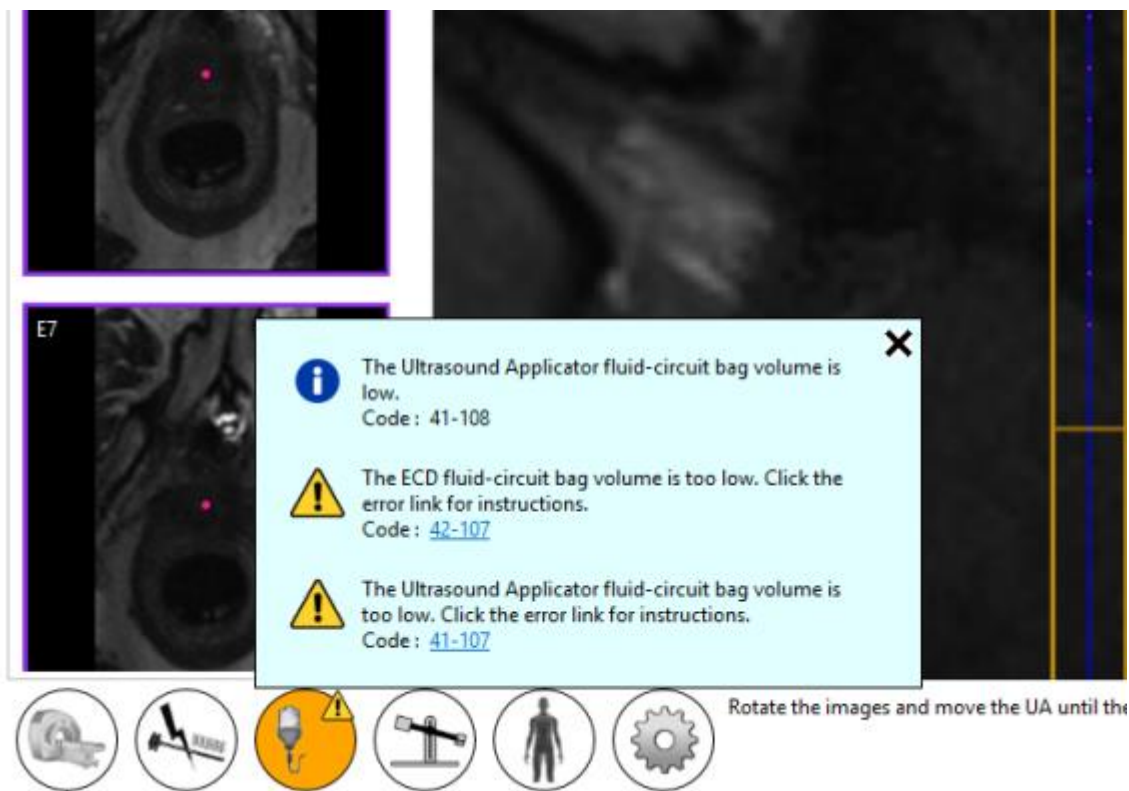 E7
The Ultrasound Applicator fluid-circuit bag volume is
low.
Code : 41-108
The ECD fluid-circuit bag volume is too low. Click the
error link for instructions.
Code : 42-107
The Ultrasound Applicator fluid-circuit bag volume is
too low. Click the error link for instructions.
Code : 41-107
Rotate the images and move the UA until the